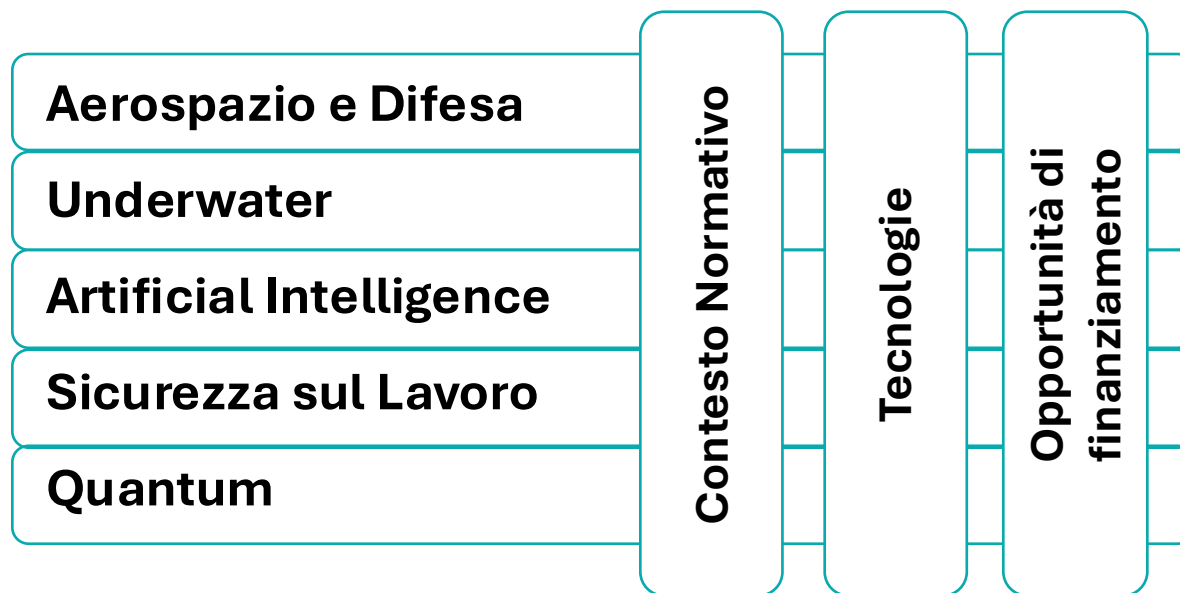 Aerospazio e Difesa
Underwater
Artificial Intelligence
Sicurezza sul Lavoro
Quantum
Contesto Normativo
Tecnologie
Opportunità di
finanziamento